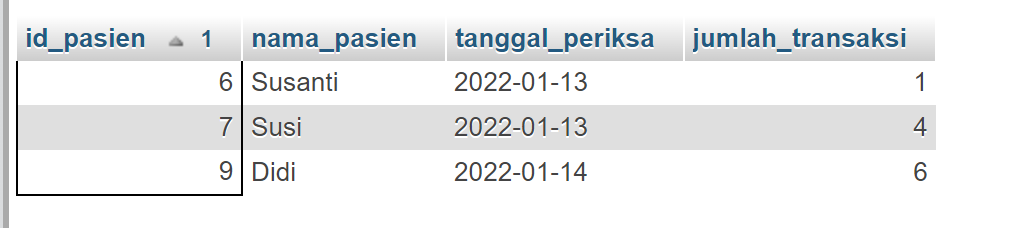 id_pasien 1 nama_pasien tanggal_periksa jumlah_transaksi
6 Susanti 2022-01-13 1
7 Susi 2022-01-13 4
9 Didi 2022-01-14 6